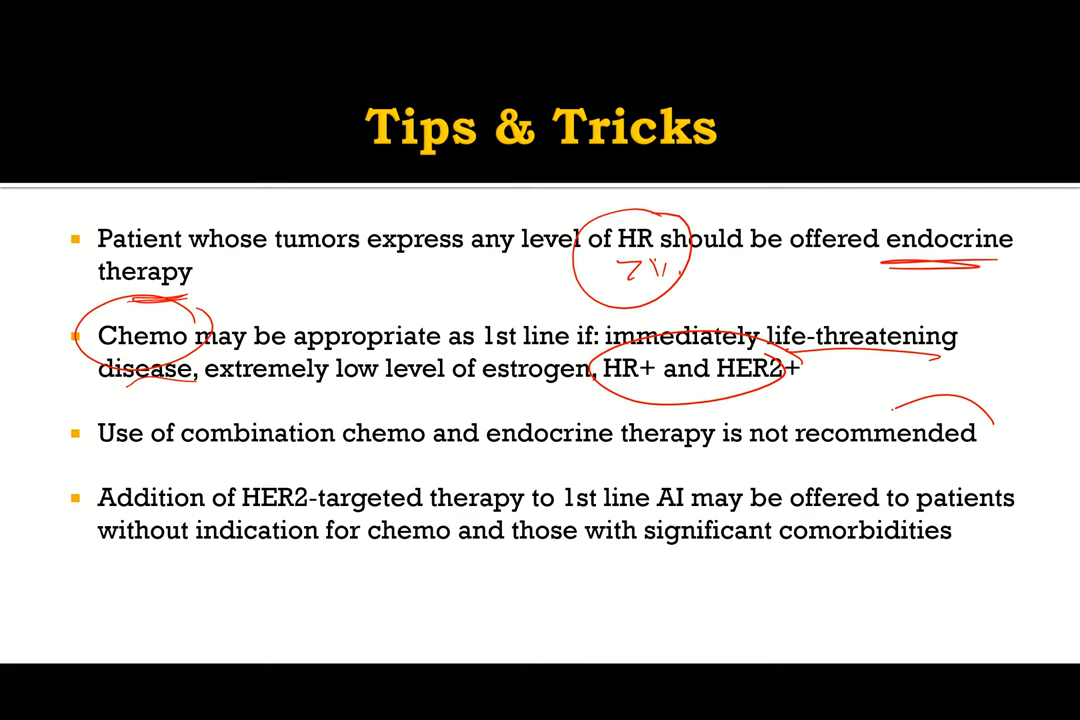 Tips & Tricks
Patient whose tumors express any level of HR should be offered endocrine
therapy
Chemo may be appropriate as 1st line if: immediately life-threatening
disease, extremely low level of estrogen, HR+ and HER2+
Use of combination chemo and endocrine therapy is not recommended
Addition of HER2-targeted therapy to 1st line AI may be offered to patients
without indication for chemo and those with significant comorbidities